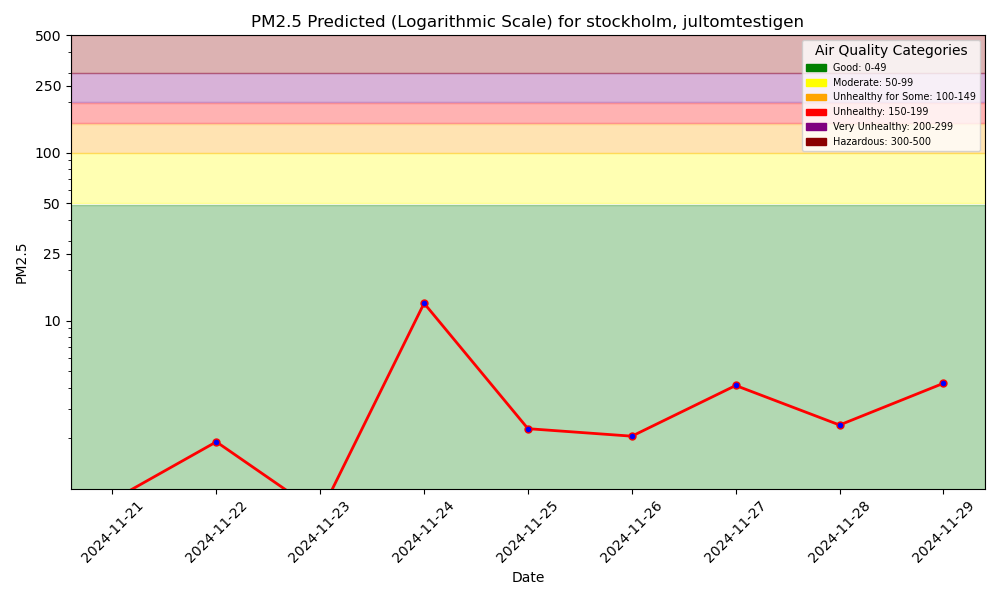 PM2.5 Predicted (Logarithmic Scale) for stockholm, jultomtestigen
500
250
100
50
25
10
PM2.5
Air Quality Categories
Good: 0-49
Moderate: 50-99
Unhealthy for Some: 100-149
Unhealthy: 150-199
Very Unhealthy: 200-299
Hazardous: 300-500
2024-11-21
2024-11-22
2024-11-23
2024-11-24
2024-11-25
2024-11-26
2024-11-27
2024-11-28
2024-11-29
Date